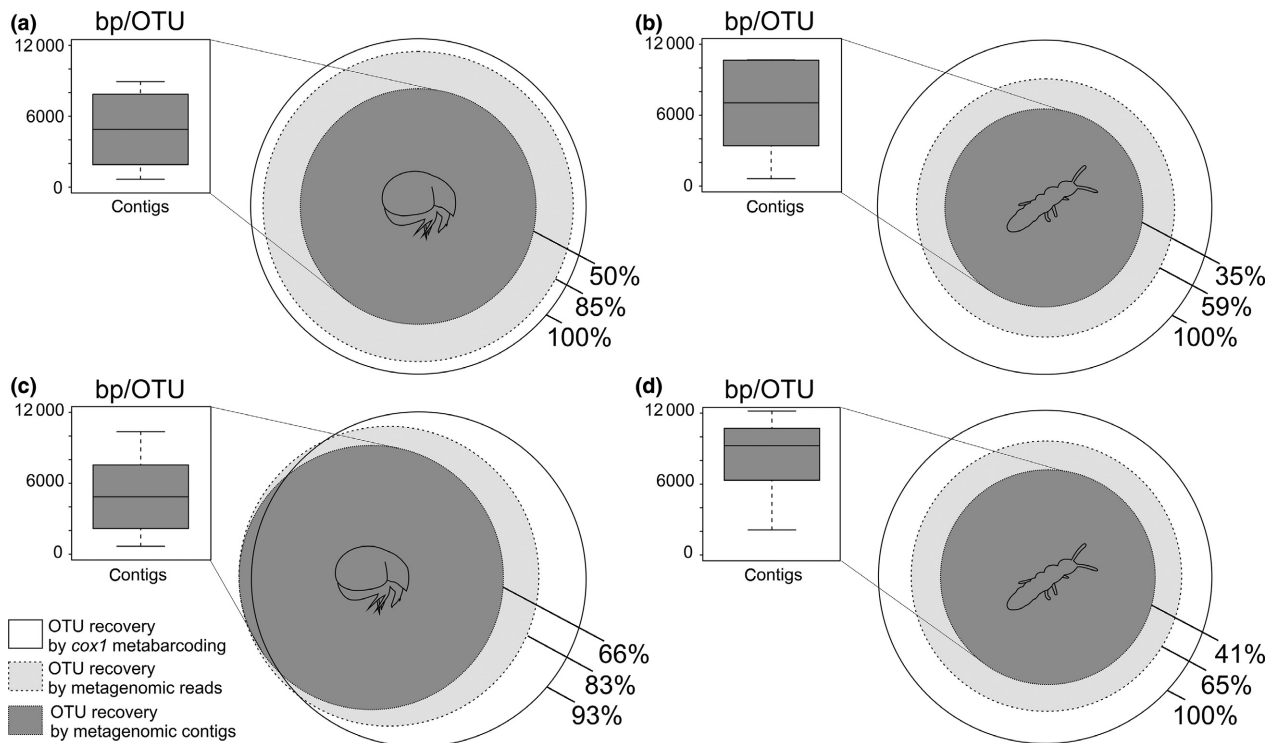 (a)
bp/OTU
12 000
6000
0
Contigs
50%
85%
100%
(b)
bp/OTU
12 000
6000
0
Contigs
35%
59%
100%
(c)
bp/OTU
12 000
6000
0
Contigs
66%
83%
93%
(d)
bp/OTU
12 000
6000
0
Contigs
41%
65%
100%
OTU recovery
by cox1 metabarcoding
OTU recovery
by metagenomic reads
OTU recovery
by metagenomic contigs